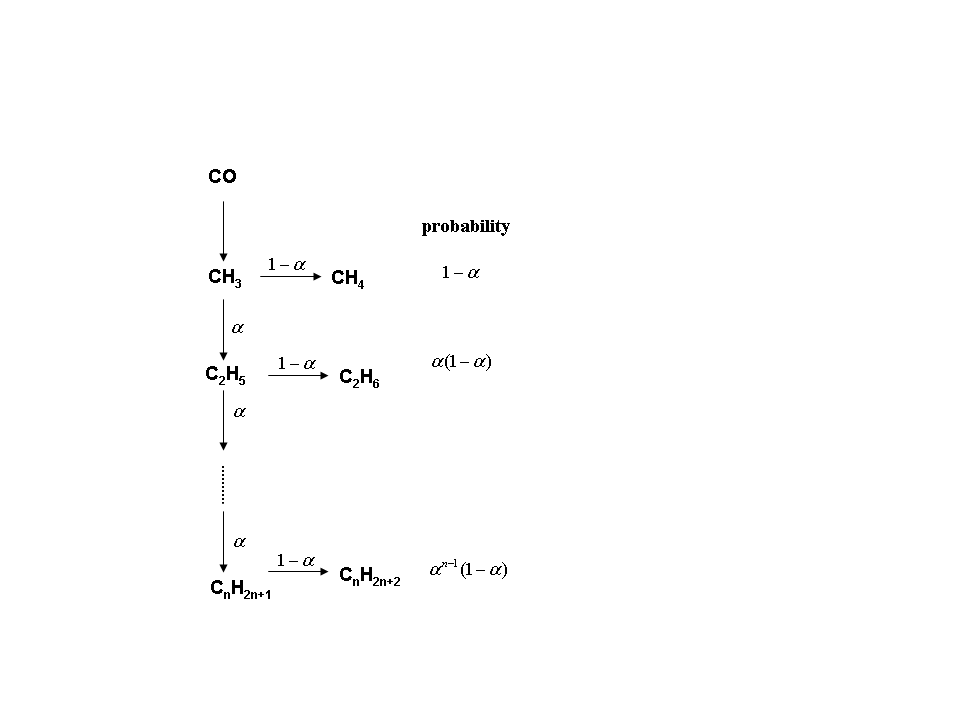 CO
probability
CH₃ 1 − α CH₄ 1 − α
α
C₂H₅ 1 − α C₂H₆ α(1 − α)
α
α
1 − α
CₙH₂ₙ₊₁ CₙH₂ₙ₊₂ αⁿ⁻¹(1 − α)